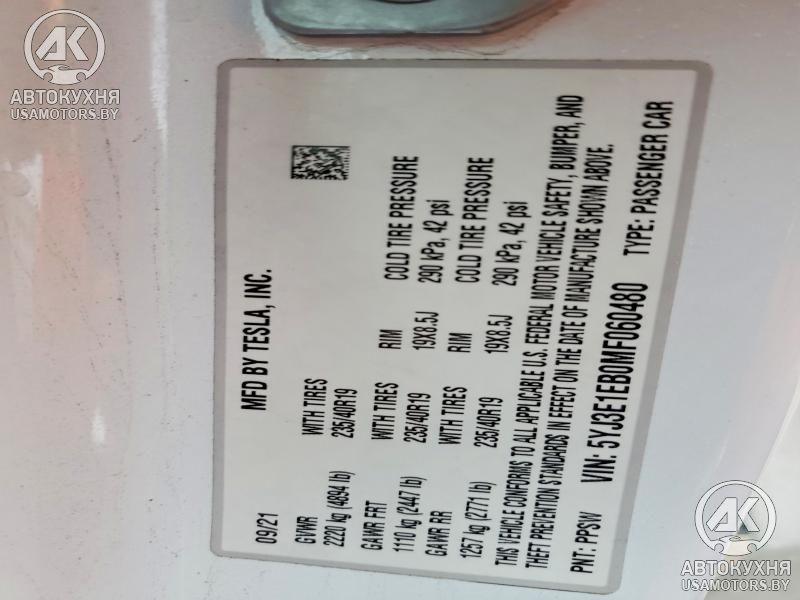 АК
АВТОКУХНЯ
USAMOTORS.BY
MFD BY TESLA, INC.
09/21
GVWR WITH TIRES RIM COLD TIRE PRESSURE
2220 kg (4894 lb) 235/40R19 19X8.5J 290 kPa, 42 psi
GAWR FRT WITH TIRES RIM COLD TIRE PRESSURE
1110 kg (2447 lb) 235/40R19 19X8.5J 290 kPa, 42 psi
GAWR RR WITH TIRES
1257 kg (2771 lb) 235/40R19
THIS VEHICLE CONFORMS TO ALL APPLICABLE U.S. FEDERAL MOTOR VEHICLE SAFETY, BUMPER, AND
THEFT PREVENTION STANDARDS IN EFFECT ON THE DATE OF MANUFACTURE SHOWN ABOVE.
PNT: PPSW VIN: 5YJ3E1EB0MF060480 TYPE: PASSENGER CAR
АК
АВТОКУХНЯ
USAMOTORS.BY